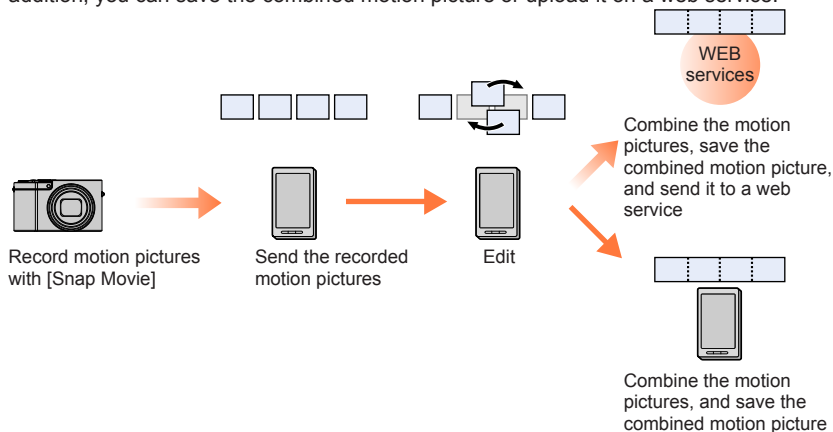 addition, you can save the combined motion picture or upload it on a web service.
WEB
services
Combine the motion
pictures, save the
combined motion picture,
and send it to a web
service
Record motion pictures
with [Snap Movie]
Send the recorded
motion pictures
Edit
Combine the motion
pictures, and save the
combined motion picture